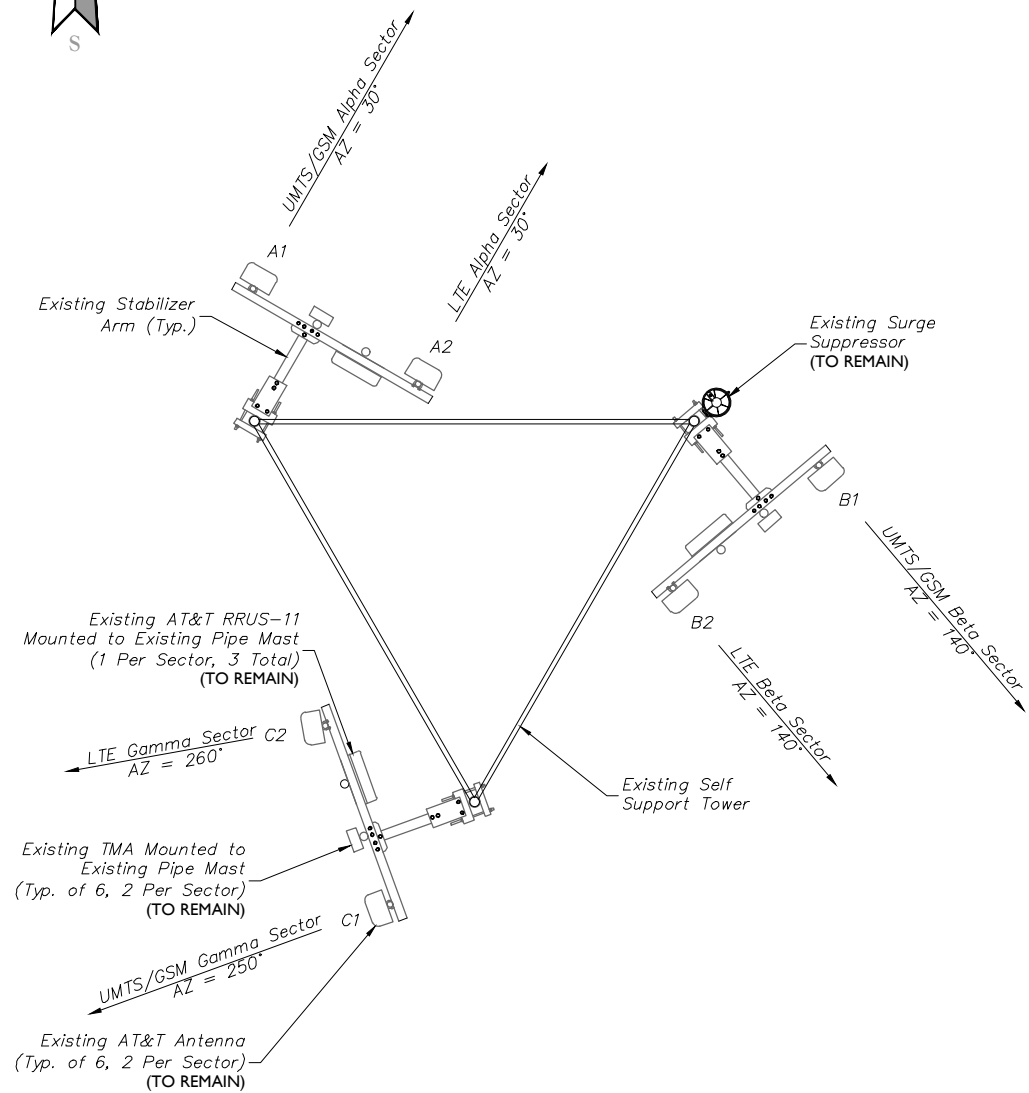 S
UMTS/GSM Alpha Sector
AZ = 30°
LTE Alpha Sector
AZ = 30°
A1
Existing Stabilizer
Arm (Typ.)
A2
Existing Surge
Suppressor
(TO REMAIN)
B1
UMTS/GSM Beta Sector
AZ = 140°
B2
LTE Beta Sector
AZ = 140°
Existing AT&T RRUS-11
Mounted to Existing Pipe Mast
(1 Per Sector, 3 Total)
(TO REMAIN)
LTE Gamma Sector
AZ = 260°
C2
Existing Self
Support Tower
Existing TMA Mounted to
Existing Pipe Mast
(Typ. of 6, 2 Per Sector)
(TO REMAIN)
C1
UMTS/GSM Gamma Sector
AZ = 250°
Existing AT&T Antenna
(Typ. of 6, 2 Per Sector)
(TO REMAIN)